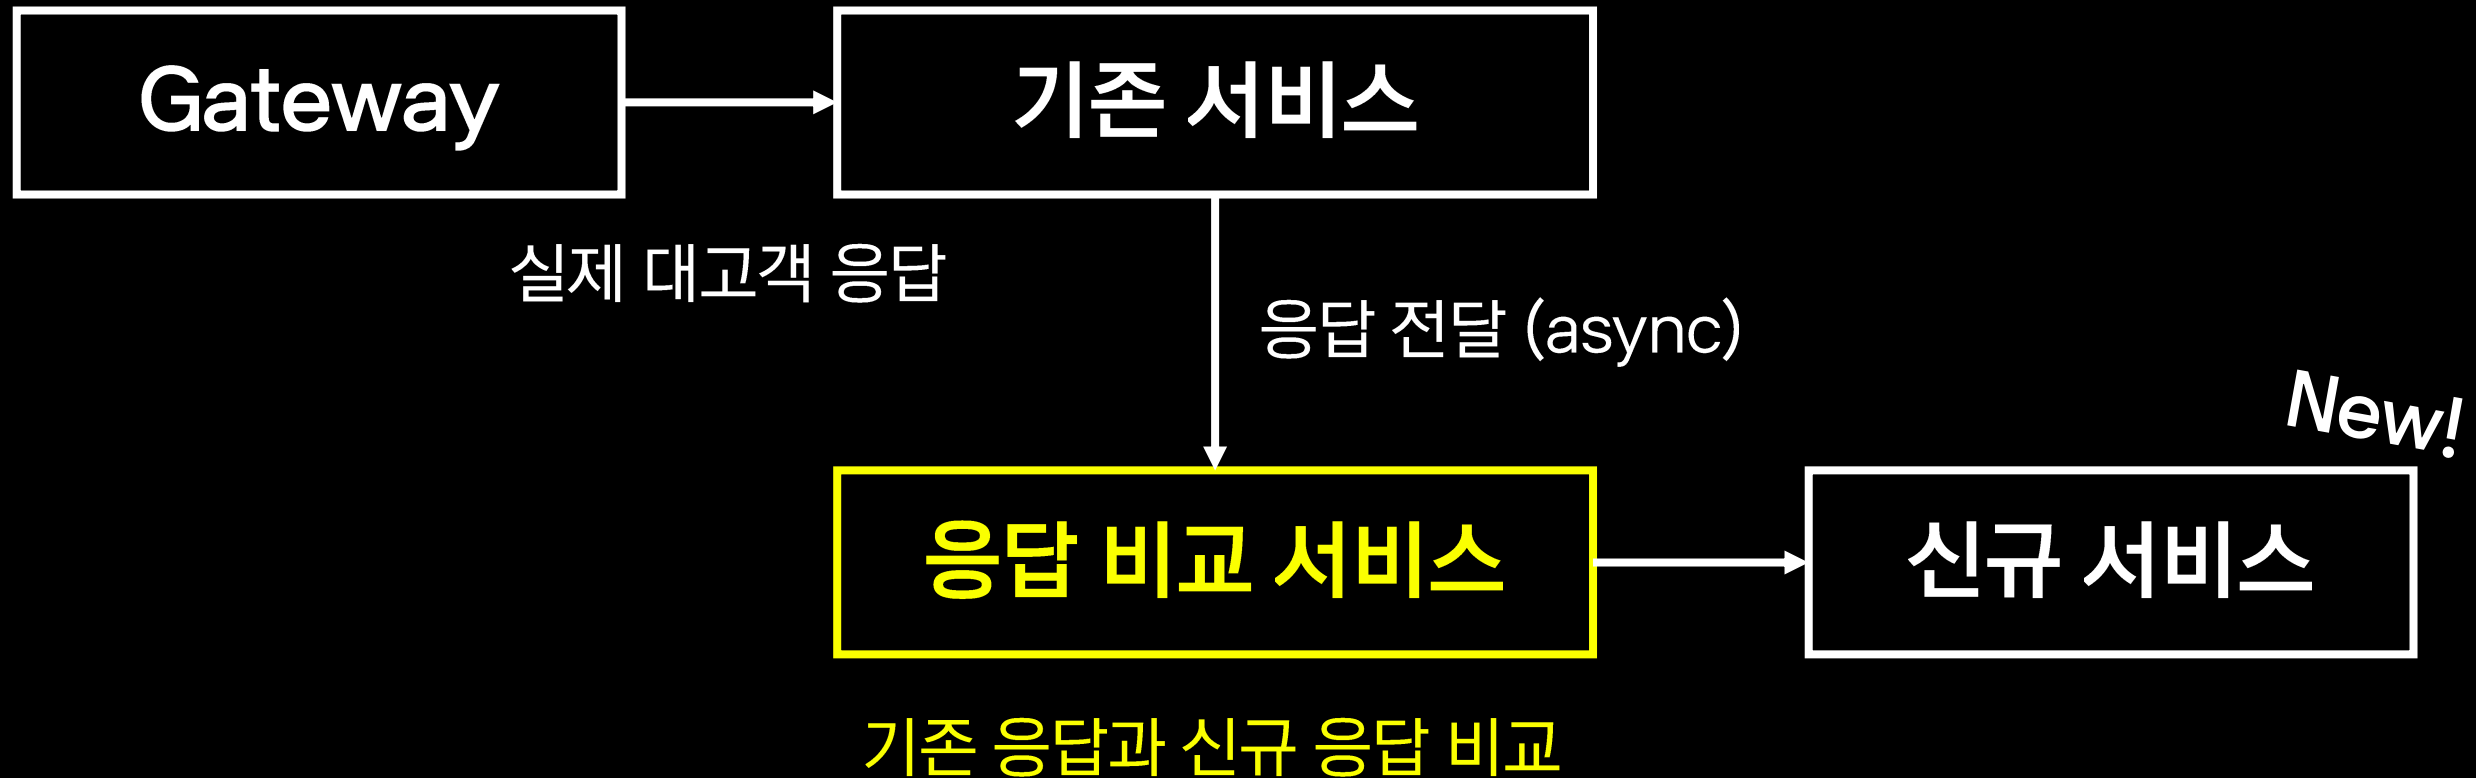 Gateway
기존 서비스
실제 대고객 응답
응답 전달 (async)
New!
응답 비교 서비스
신규 서비스
기존 응답과 신규 응답 비교